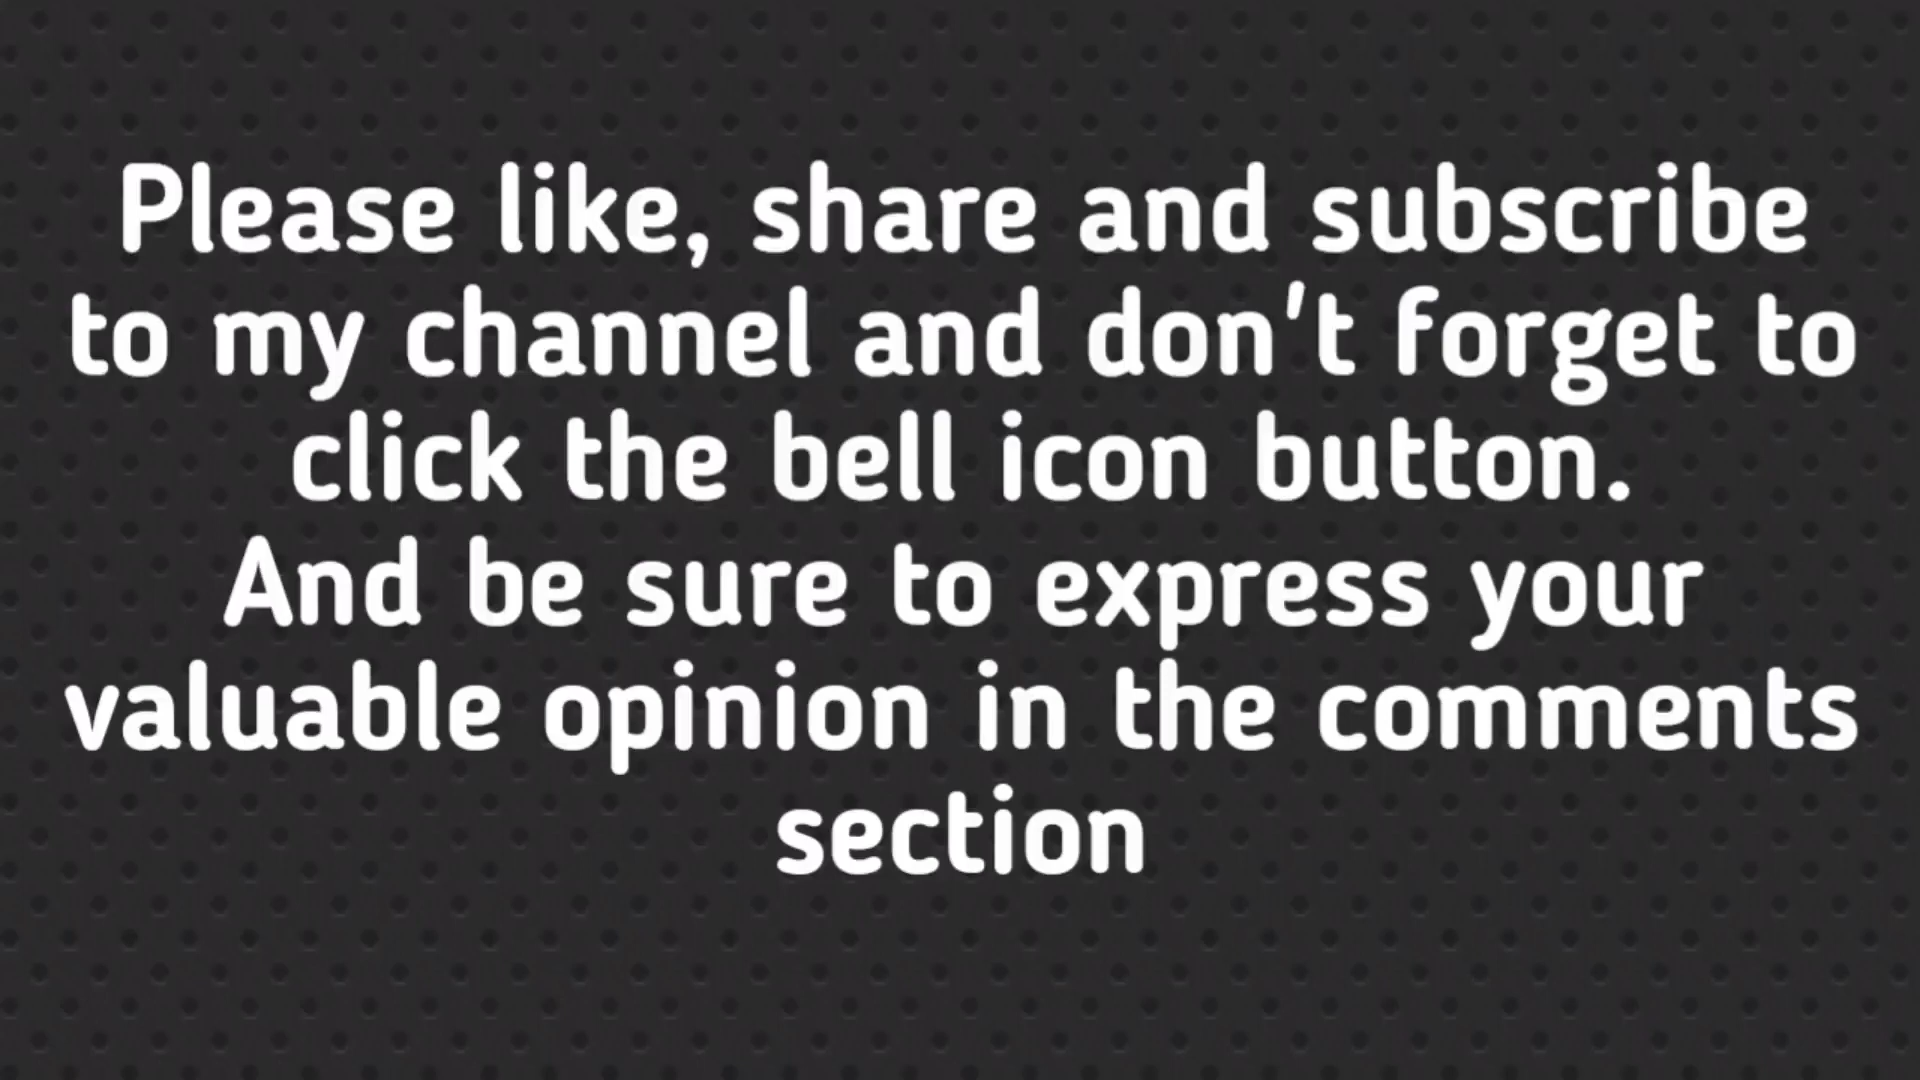 Please like, share and subscribe
to my channel and don't forget to
click the bell icon button.
And be sure to express your
valuable opinion in the comments
section